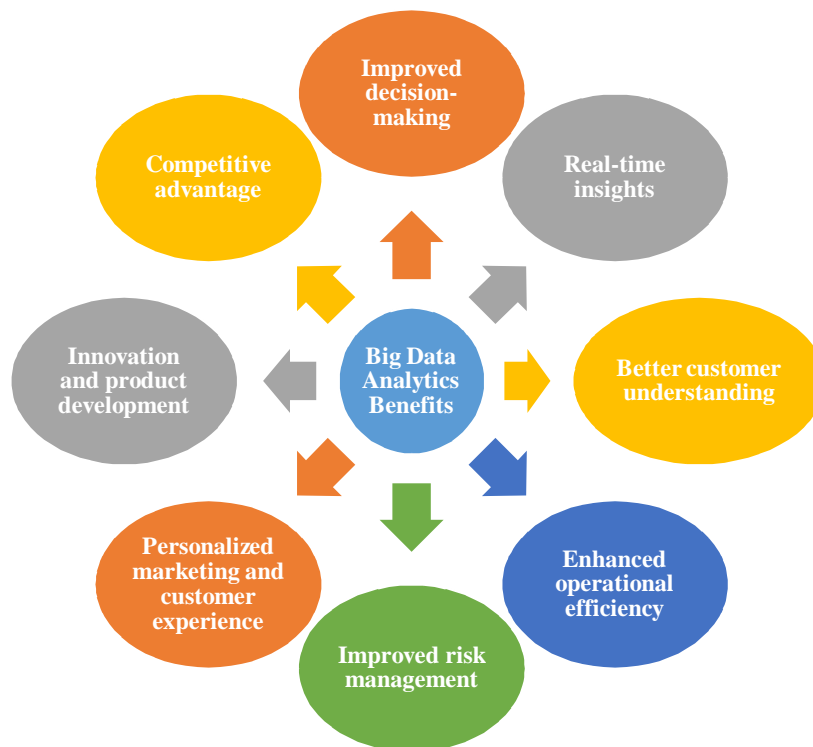 Improved
decision-
making
Real-time
insights
Better customer
understanding
Enhanced
operational
efficiency
Improved risk
management
Personalized
marketing and
customer
experience
Innovation
and product
development
Competitive
advantage
Big Data
Analytics
Benefits